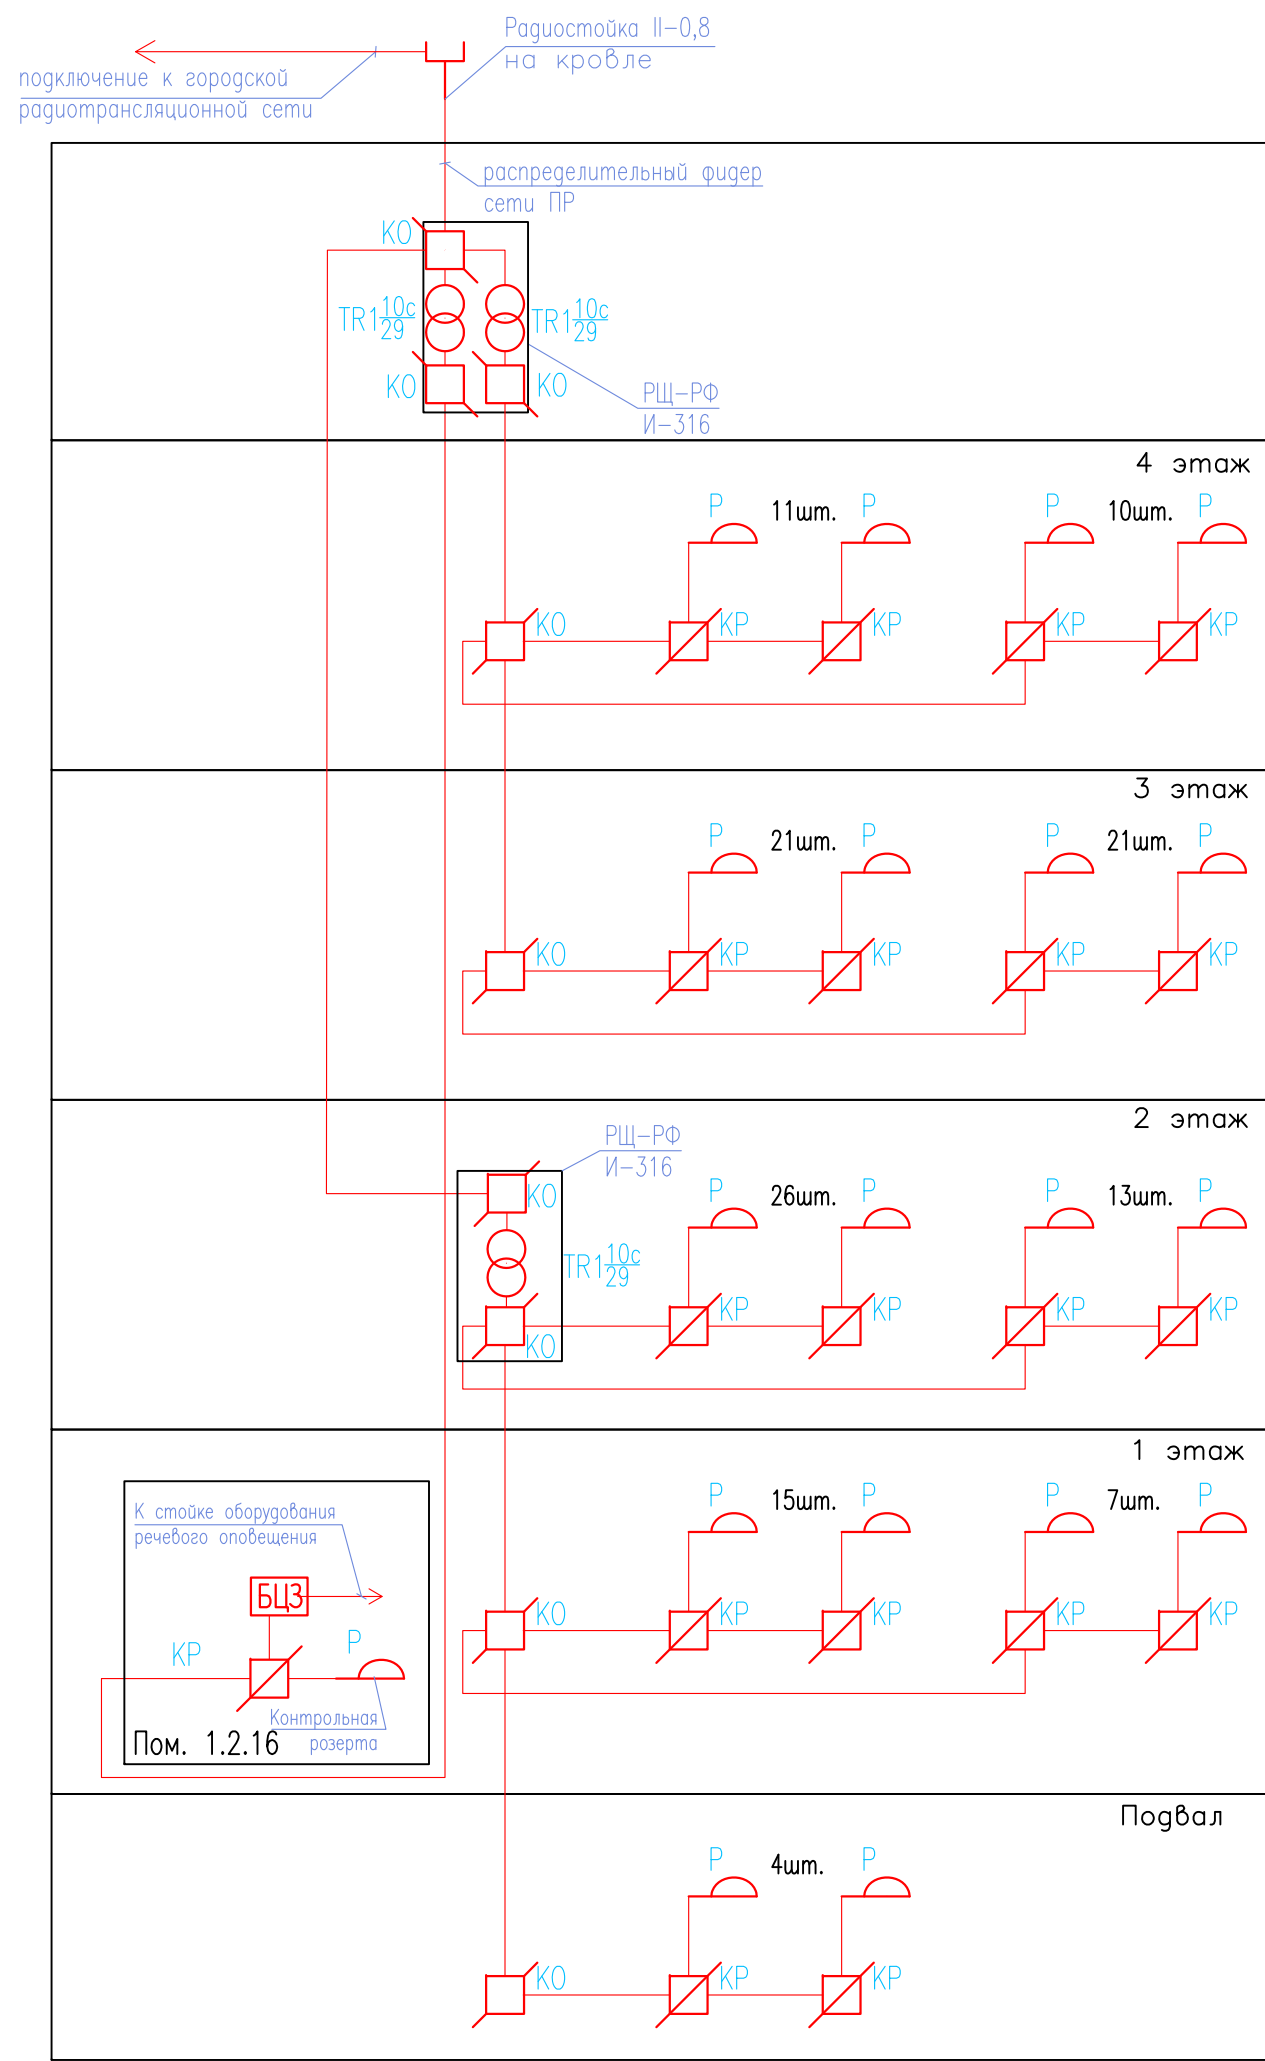 Радиостойка II-0,8
на кровле
подключение к городской
радиотрансляционной сети
распределительный фидер
сети ПР
КО
TR1 10с/29
TR1 10с/29
КО
КО
РЩ-РФ
И-316
4 этаж
Р
11шт.
Р
Р
10шт.
Р
КО
КР
КР
КР
КР
3 этаж
Р
21шт.
Р
Р
21шт.
Р
КО
КР
КР
КР
КР
2 этаж
РЩ-РФ
И-316
Р
26шт.
Р
Р
13шт.
Р
КО
TR1 10с/29
КО
КР
КР
КР
КР
1 этаж
К стойке оборудования
речевого оповещения
БЦЗ
КР
Р
Контрольная
розерта
Пом. 1.2.16
Р
15шт.
Р
Р
7шт.
Р
КО
КР
КР
КР
КР
Подвал
Р
4шт.
Р
КО
КР
КР